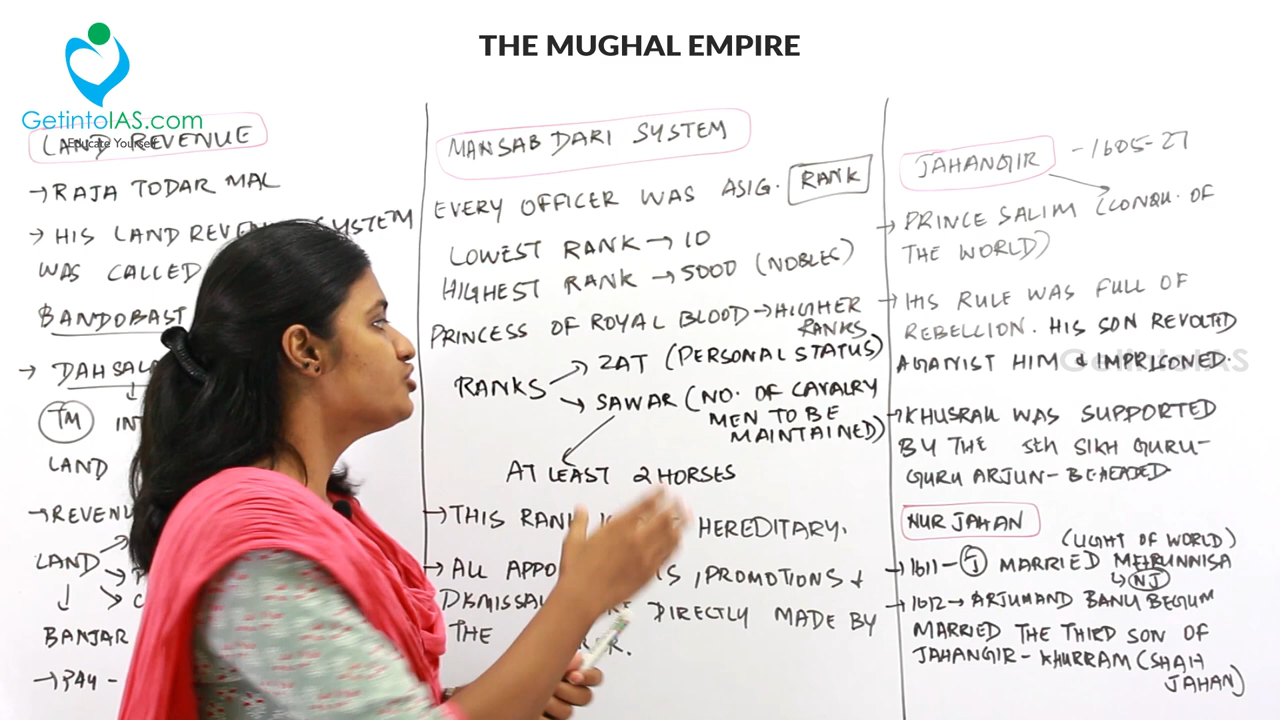 THE MUGHAL EMPIRE
GetintoIAS.com
Educate Yourself
LAND REVENUE
→ RAJA TODAR MAL
→ HIS LAND REVEN SYSTEM
WAS CALLED
BANDOBAST
→ DAHSALA
TM IN
LAND
→ REVENU
LAND
BANJAR
MANSAB DARI SYSTEM
EVERY OFFICER WAS ASIG. RANK
LOWEST RANK → 10
HIGHEST RANK → 5000 (NOBLES)
PRINCESS OF ROYAL BLOOD → HIGHER
RANKS
RANKS → ZAT (PERSONAL STATUS)
→ SAWAR (NO. OF CAVALRY
MEN TO BE
MAINTAINED)
AT LEAST 2 HORSES
→ THIS RANK HEREDITARY.
→ ALL APPO S, PROMOTIONS &
DISMISSAL DIRECTLY MADE BY
THE
JAHANGIR - 1605-27
→ PRINCE SALIM (CONQU. OF
THE WORLD)
→ HIS RULE WAS FULL OF
REBELLION. HIS SON REVOLTED
AGANIST HIM & IMPRISONED.
GetintoIAS
→ KHUSRAU WAS SUPPORTED
BY THE 5th SIKH GURU-
GURU ARJUN - BEHEADED
NUR JAHAN
(LIGHT OF WORLD)
→ 1611 - J MARRIED MEHRUNNISA
↳ NJ
→ 1612 → ARJUMAND BANU BEGUM
MARRIED THE THIRD SON OF
JAHANGIR - KHURRAM (SHAH
JAHAN)